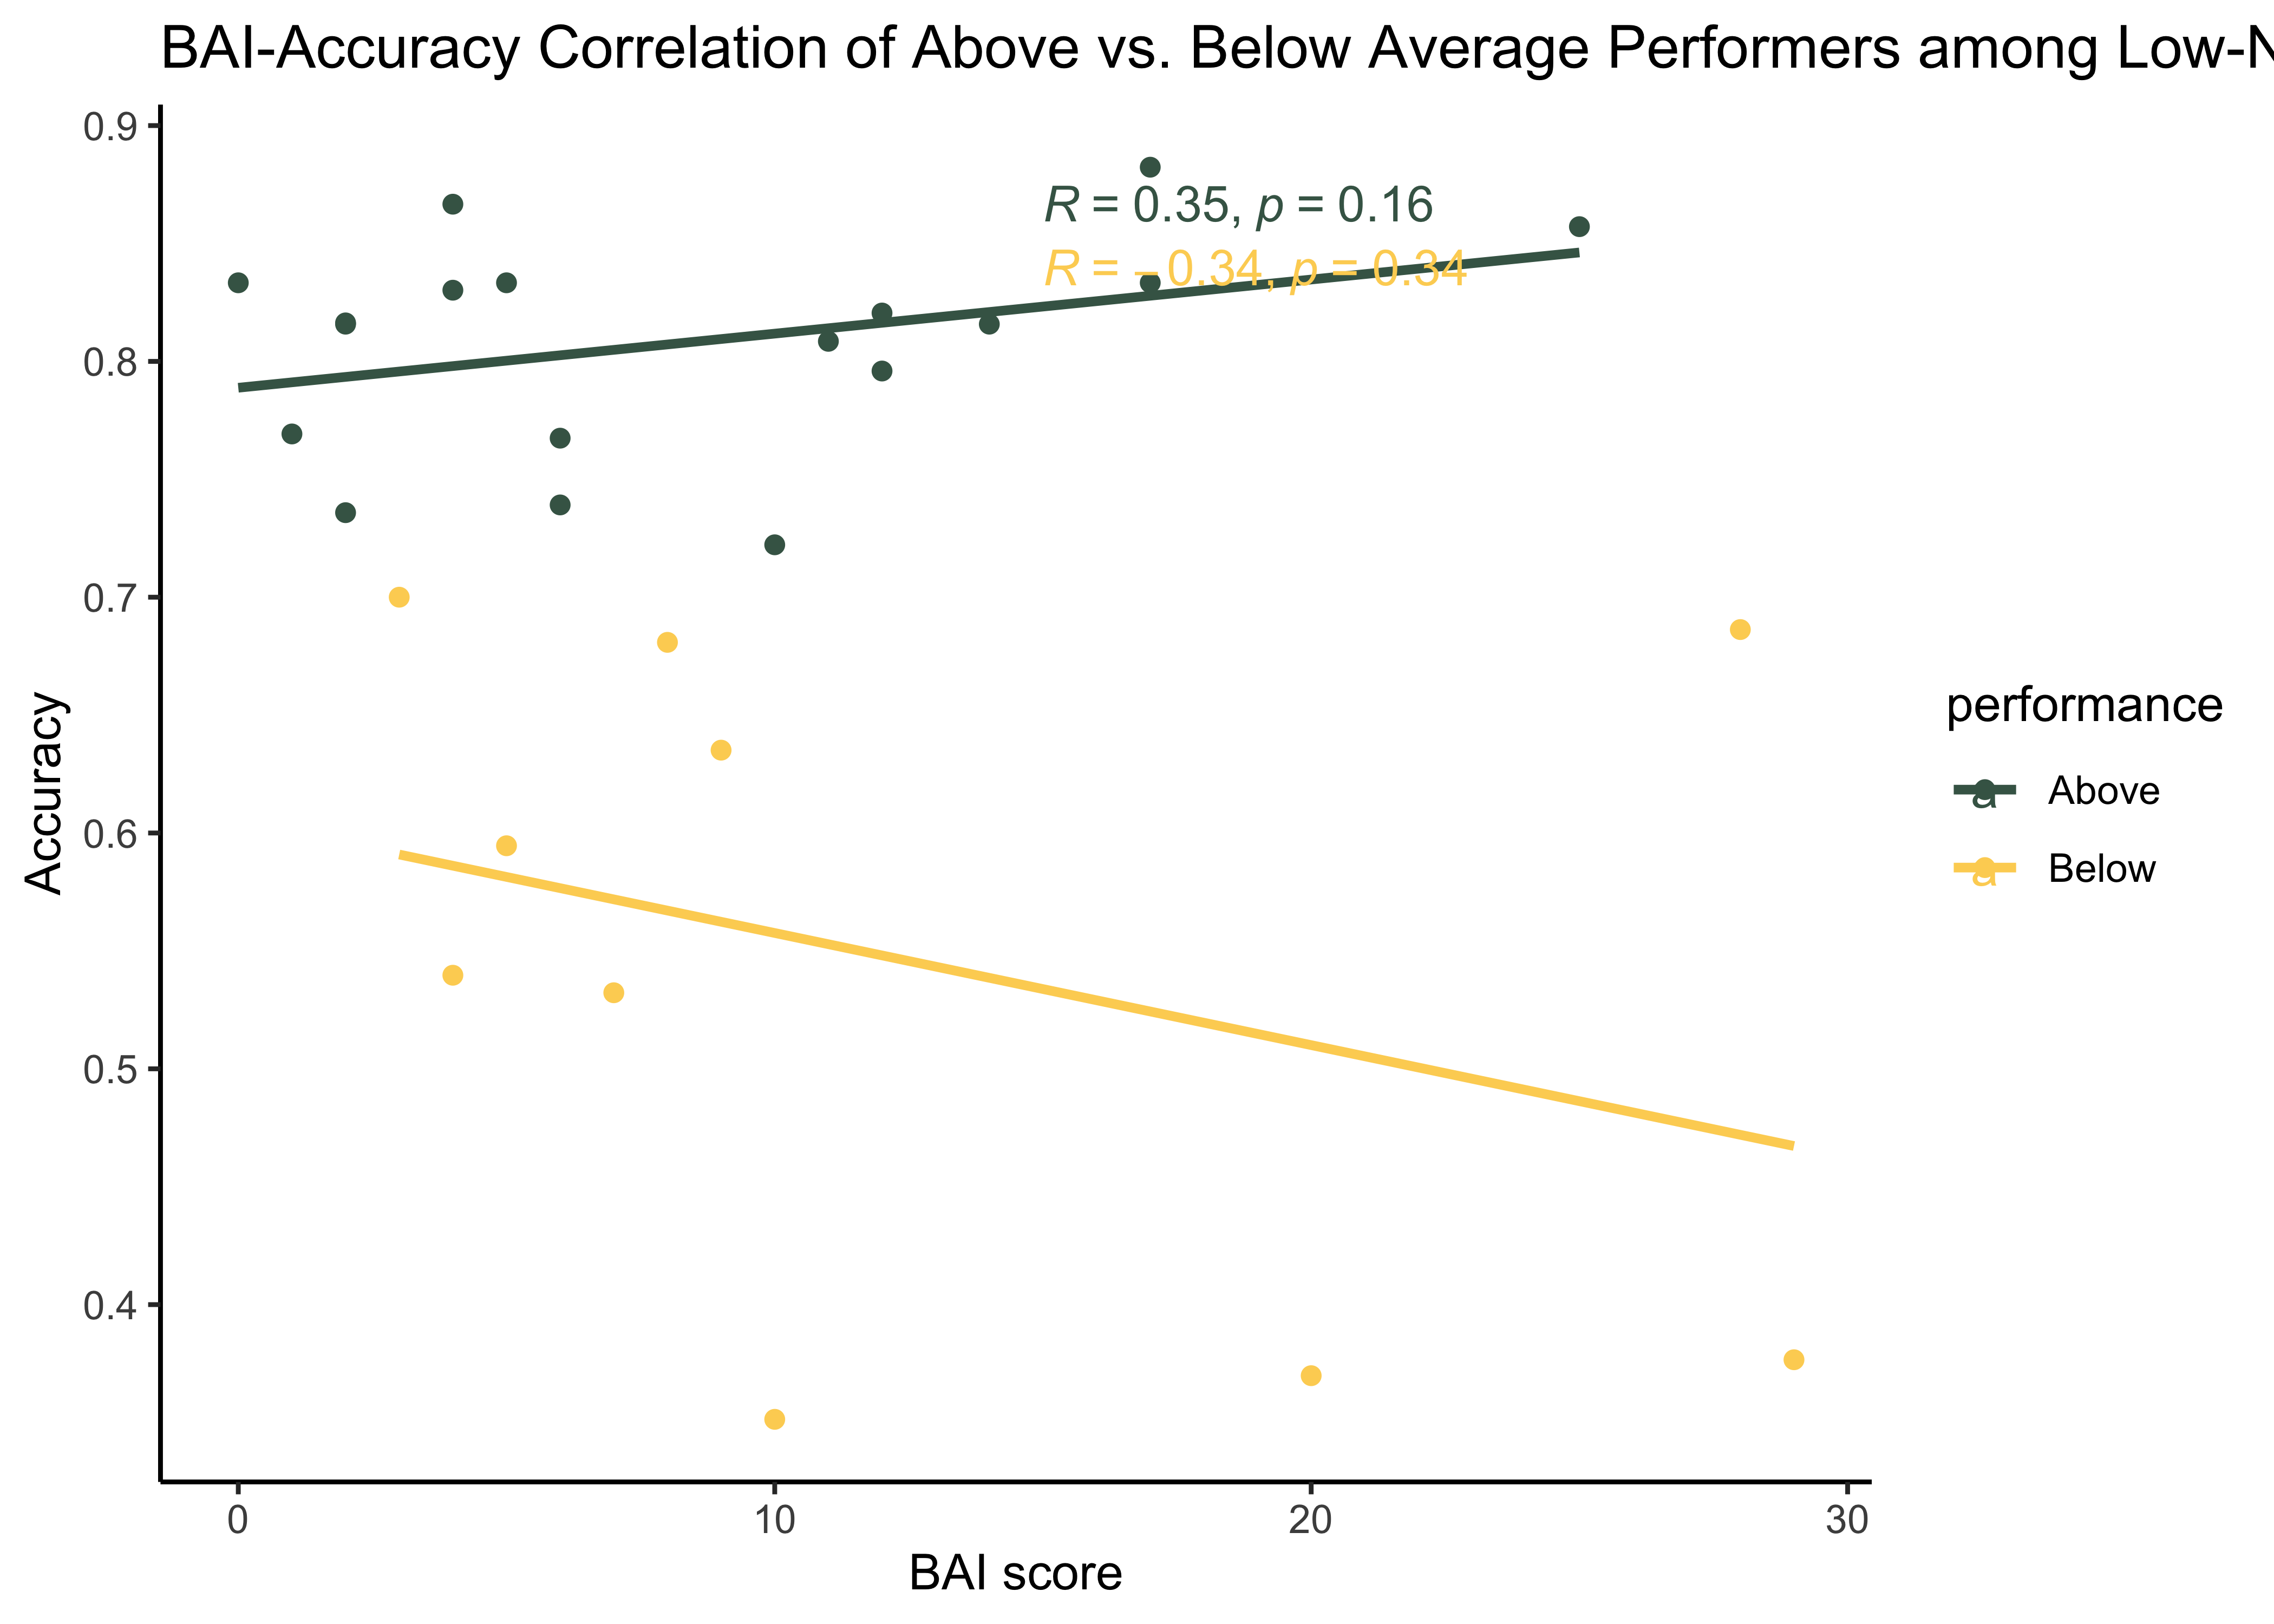 BAI-Accuracy Correlation of Above vs. Below Average Performers among Low-N
0.9
0.8
0.7
0.6
0.5
0.4
Accuracy
R = 0.35, p = 0.16
R = − 0.34, p = 0.34
0
10
20
30
BAI score
performance
a Above
a Below